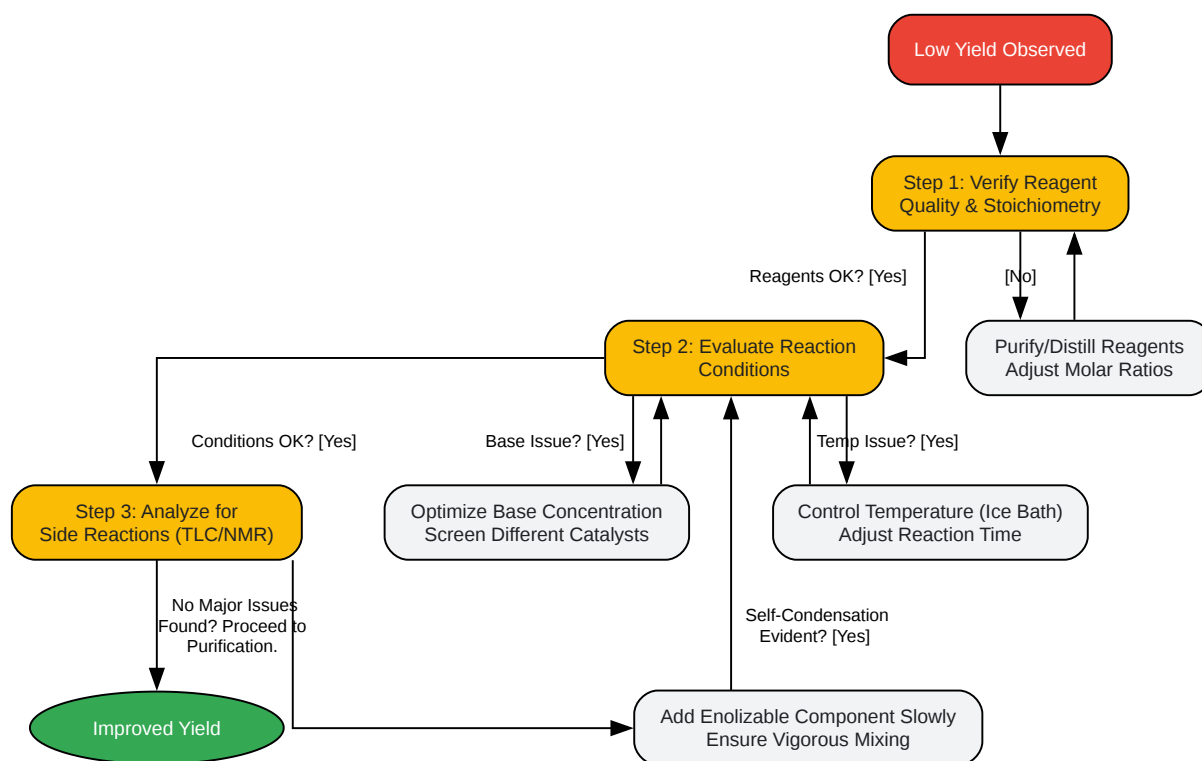 Low Yield Observed
Step 1: Verify Reagent
Quality & Stoichiometry
Reagents OK? [Yes]
[No]
Purify/Distill Reagents
Adjust Molar Ratios
Step 2: Evaluate Reaction
Conditions
Conditions OK? [Yes]
Base Issue? [Yes]
Temp Issue? [Yes]
Step 3: Analyze for
Side Reactions (TLC/NMR)
Optimize Base Concentration
Screen Different Catalysts
Control Temperature (Ice Bath)
Adjust Reaction Time
No Major Issues
Found? Proceed to
Purification.
Self-Condensation
Evident? [Yes]
Improved Yield
Add Enolizable Component Slowly
Ensure Vigorous Mixing